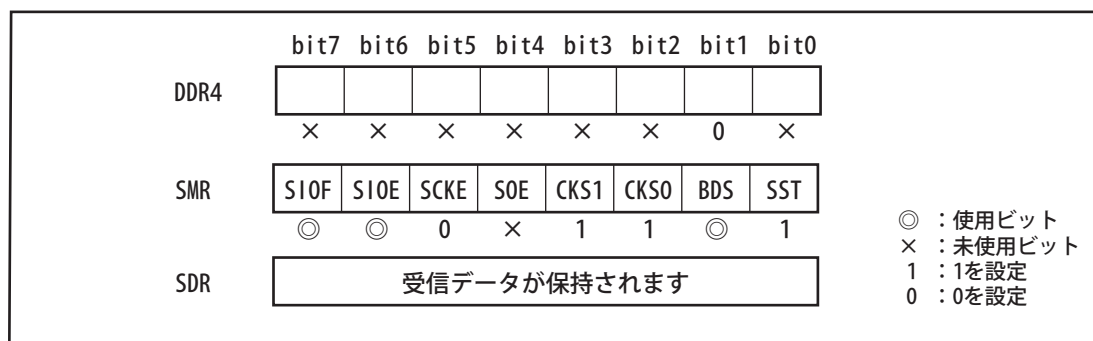 bit7 bit6 bit5 bit4 bit3 bit2 bit1 bit0
DDR4
× × × × × × 0 ×
SMR SIOF SIOE SCKE SOE CKS1 CKS0 BDS SST
◎ ◎ 0 × 1 1 ◎ 1
SDR 受信データが保持されます
◎ :使用ビット
× :未使用ビット
1 :1を設定
0 :0を設定